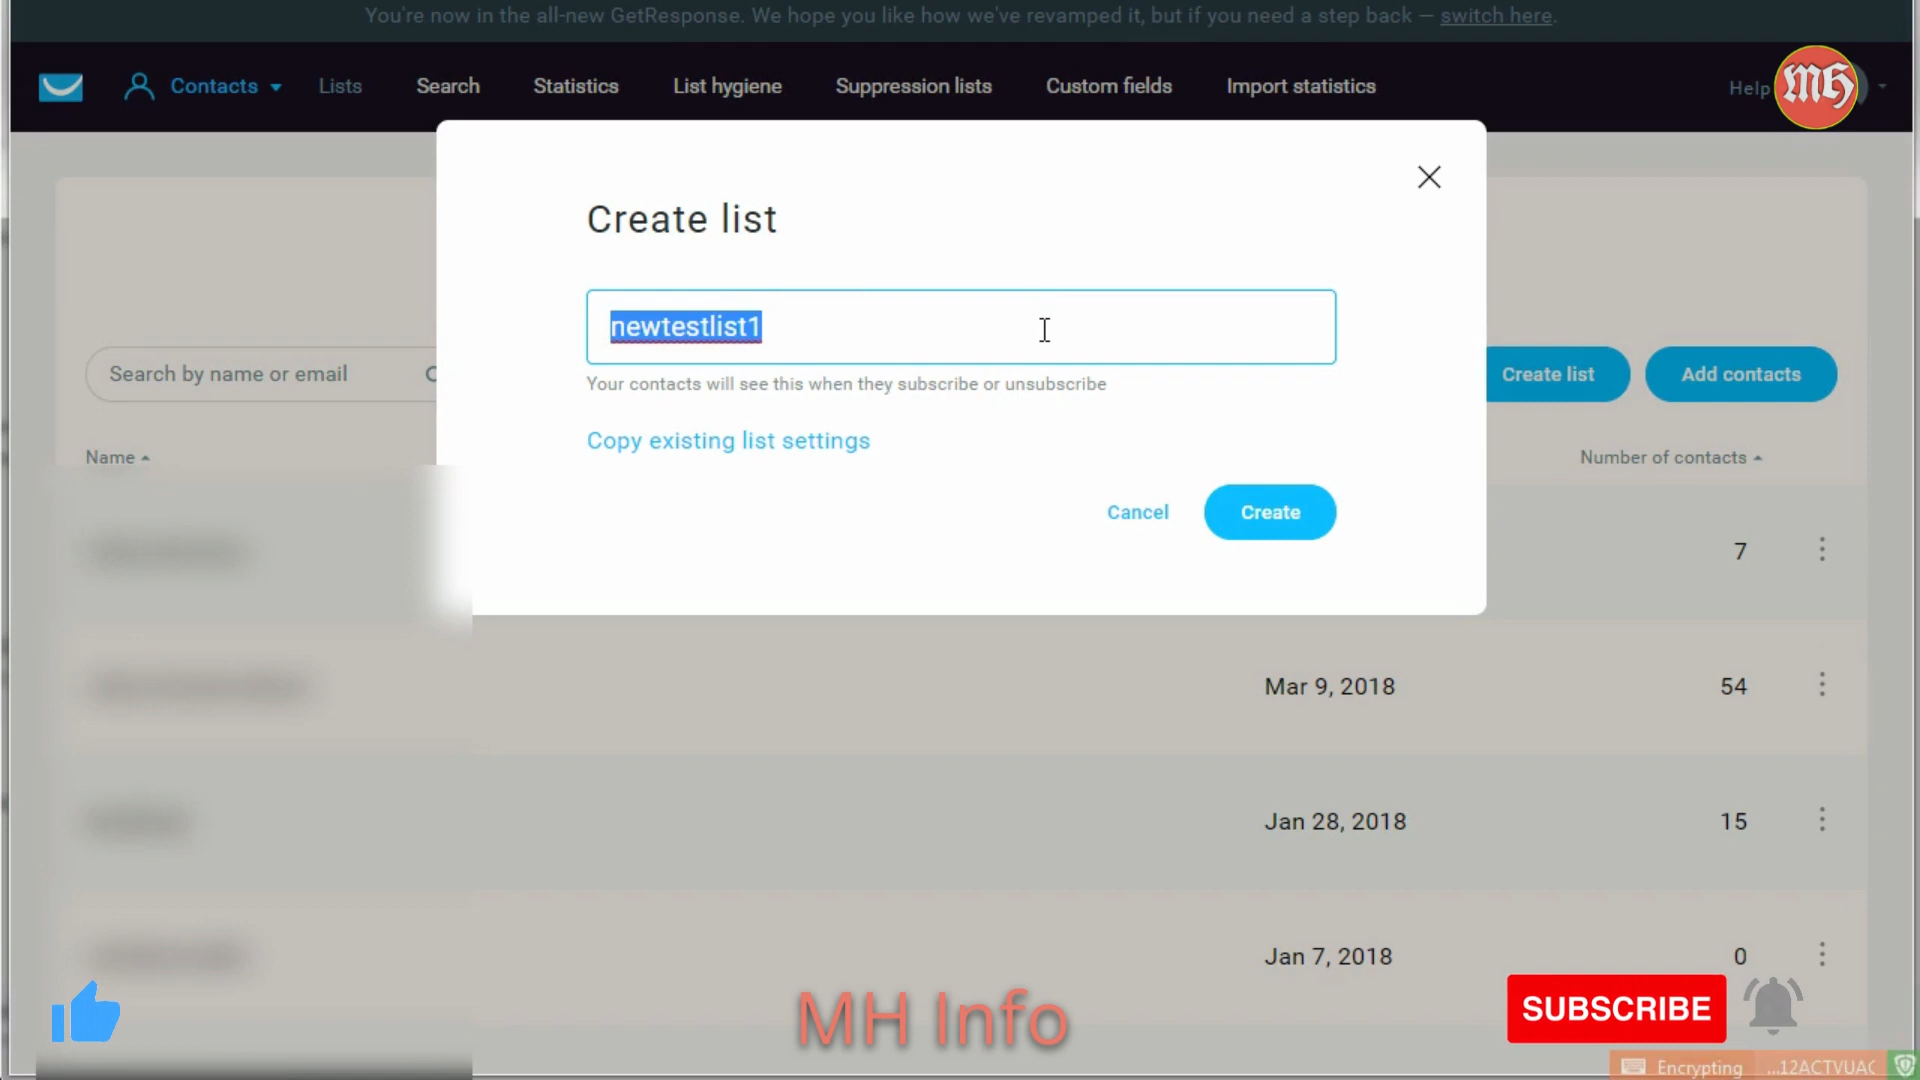 You're now in the all-new GetResponse. We hope you like how we've revamped it, but if you need a step back — switch here.
Contacts Lists Search Statistics List hygiene Suppression lists Custom fields Import statistics Help MH
Create list
newtestlist1
Your contacts will see this when they subscribe or unsubscribe
Search by name or email Create list Add contacts
Copy existing list settings
Name Number of contacts
Cancel Create
7
Mar 9, 2018 54
Jan 28, 2018 15
Jan 7, 2018 0
MH Info SUBSCRIBE
Encrypting ...12ACTVUAC